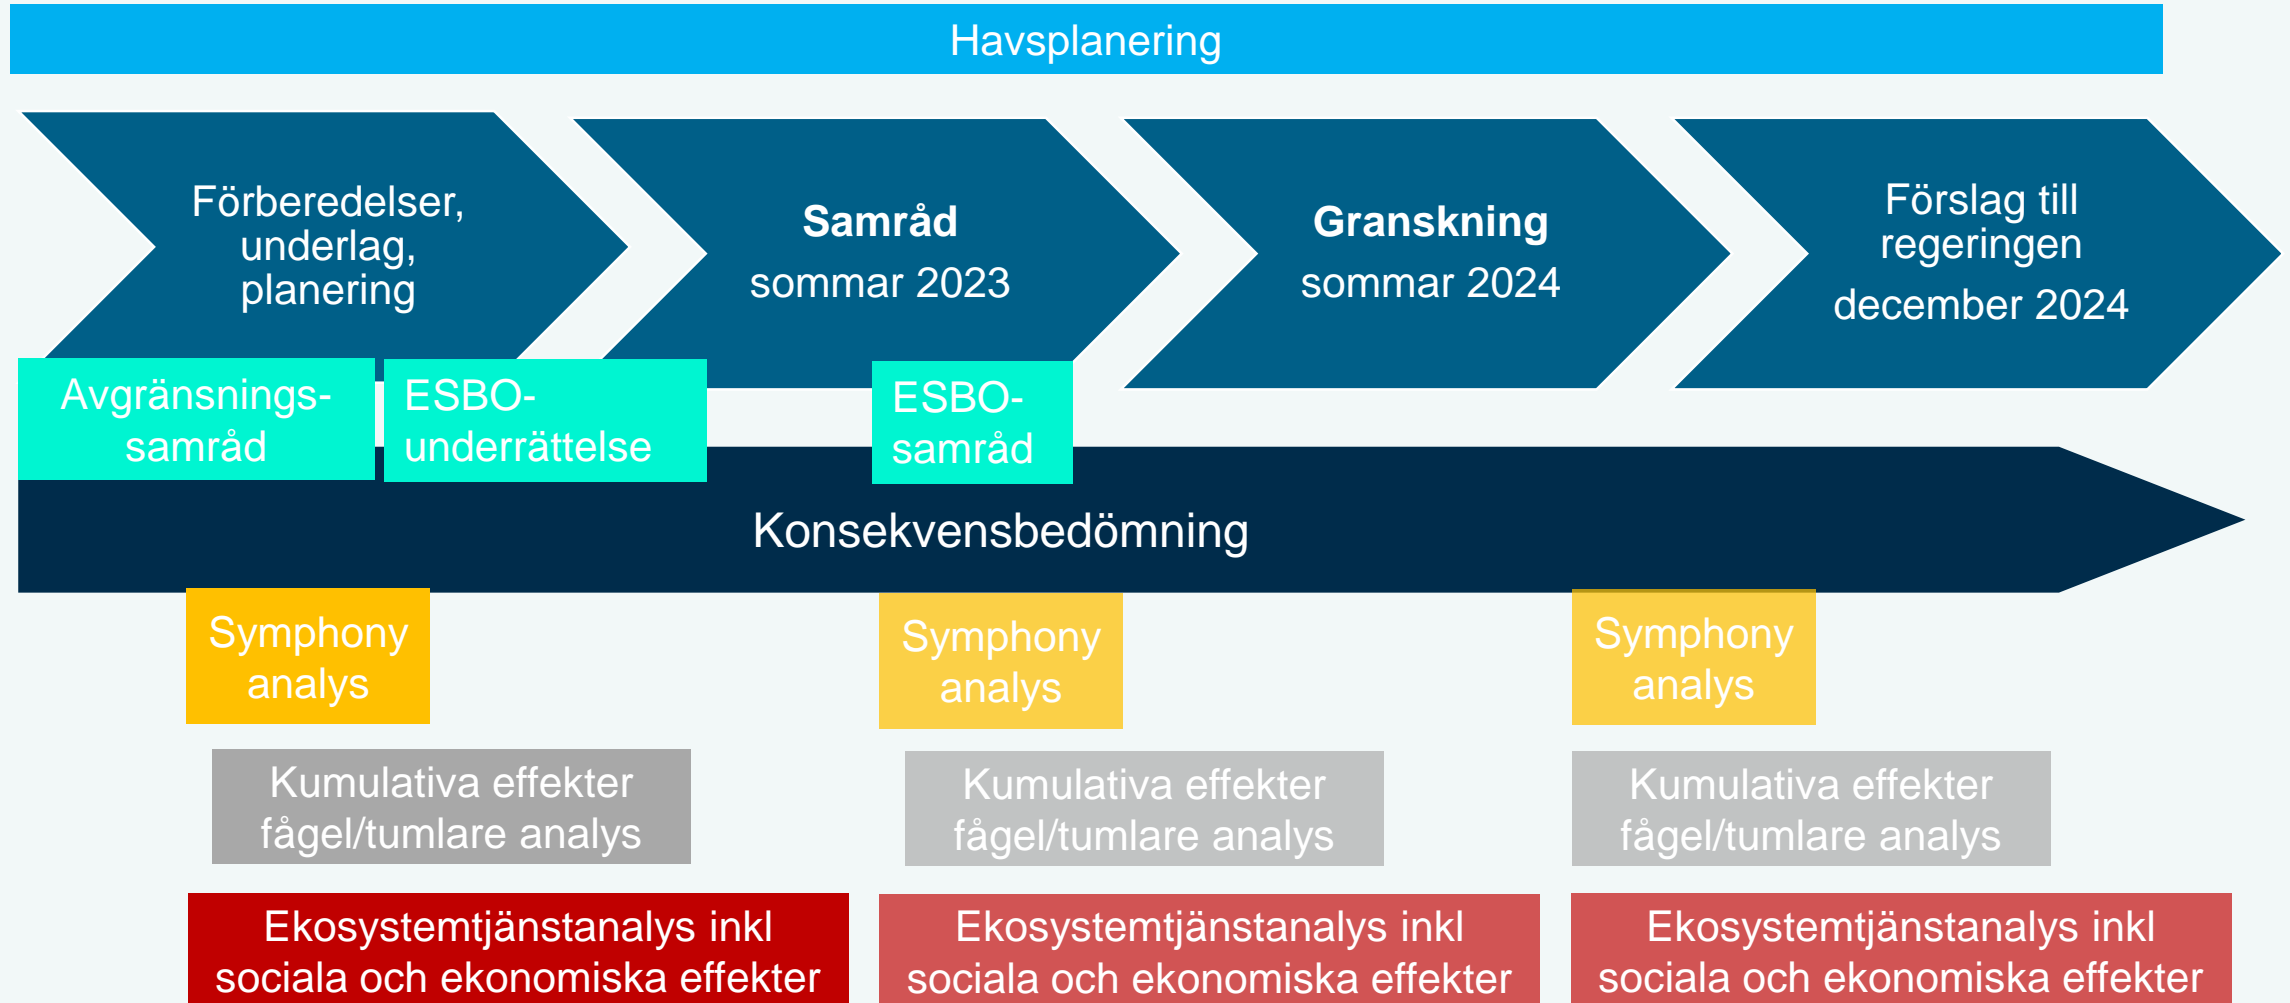 Havsplanering
Förberedelser,
underlag,
planering
Samråd
sommar 2023
Granskning
sommar 2024
Förslag till
regeringen
december 2024
Avgränsnings-
samråd
ESBO-
underrättelse
ESBO-
samråd
Konsekvensbedömning
Symphony
analys
Symphony
analys
Symphony
analys
Kumulativa effekter
fågel/tumlare analys
Kumulativa effekter
fågel/tumlare analys
Kumulativa effekter
fågel/tumlare analys
Ekosystemtjänstanalys inkl
sociala och ekonomiska effekter
Ekosystemtjänstanalys inkl
sociala och ekonomiska effekter
Ekosystemtjänstanalys inkl
sociala och ekonomiska effekter